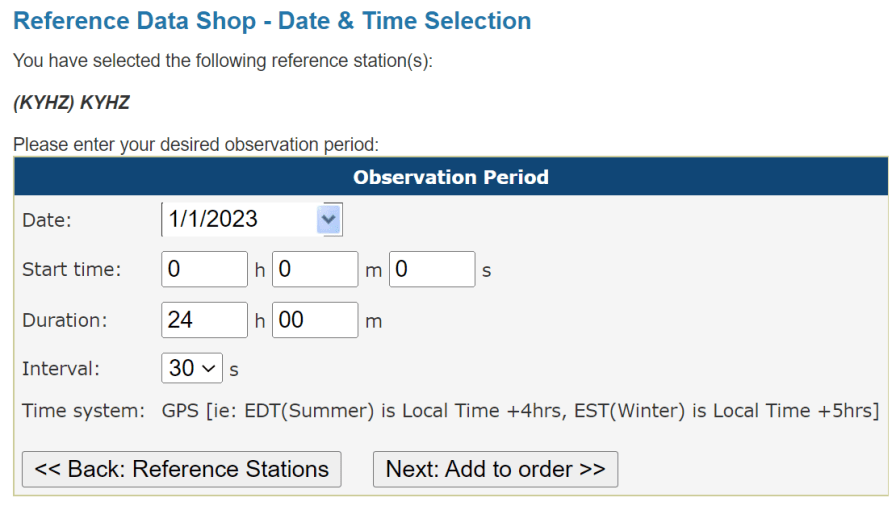 Reference Data Shop - Date & Time Selection
You have selected the following reference station(s):
(KYHZ) KYHZ
Please enter your desired observation period:
Observation Period
Date: 1/1/2023
Start time: 0 h 0 m 0 s
Duration: 24 h 00 m
Interval: 30 s
Time system: GPS [ie: EDT(Summer) is Local Time +4hrs, EST(Winter) is Local Time +5hrs]
<< Back: Reference Stations Next: Add to order >>